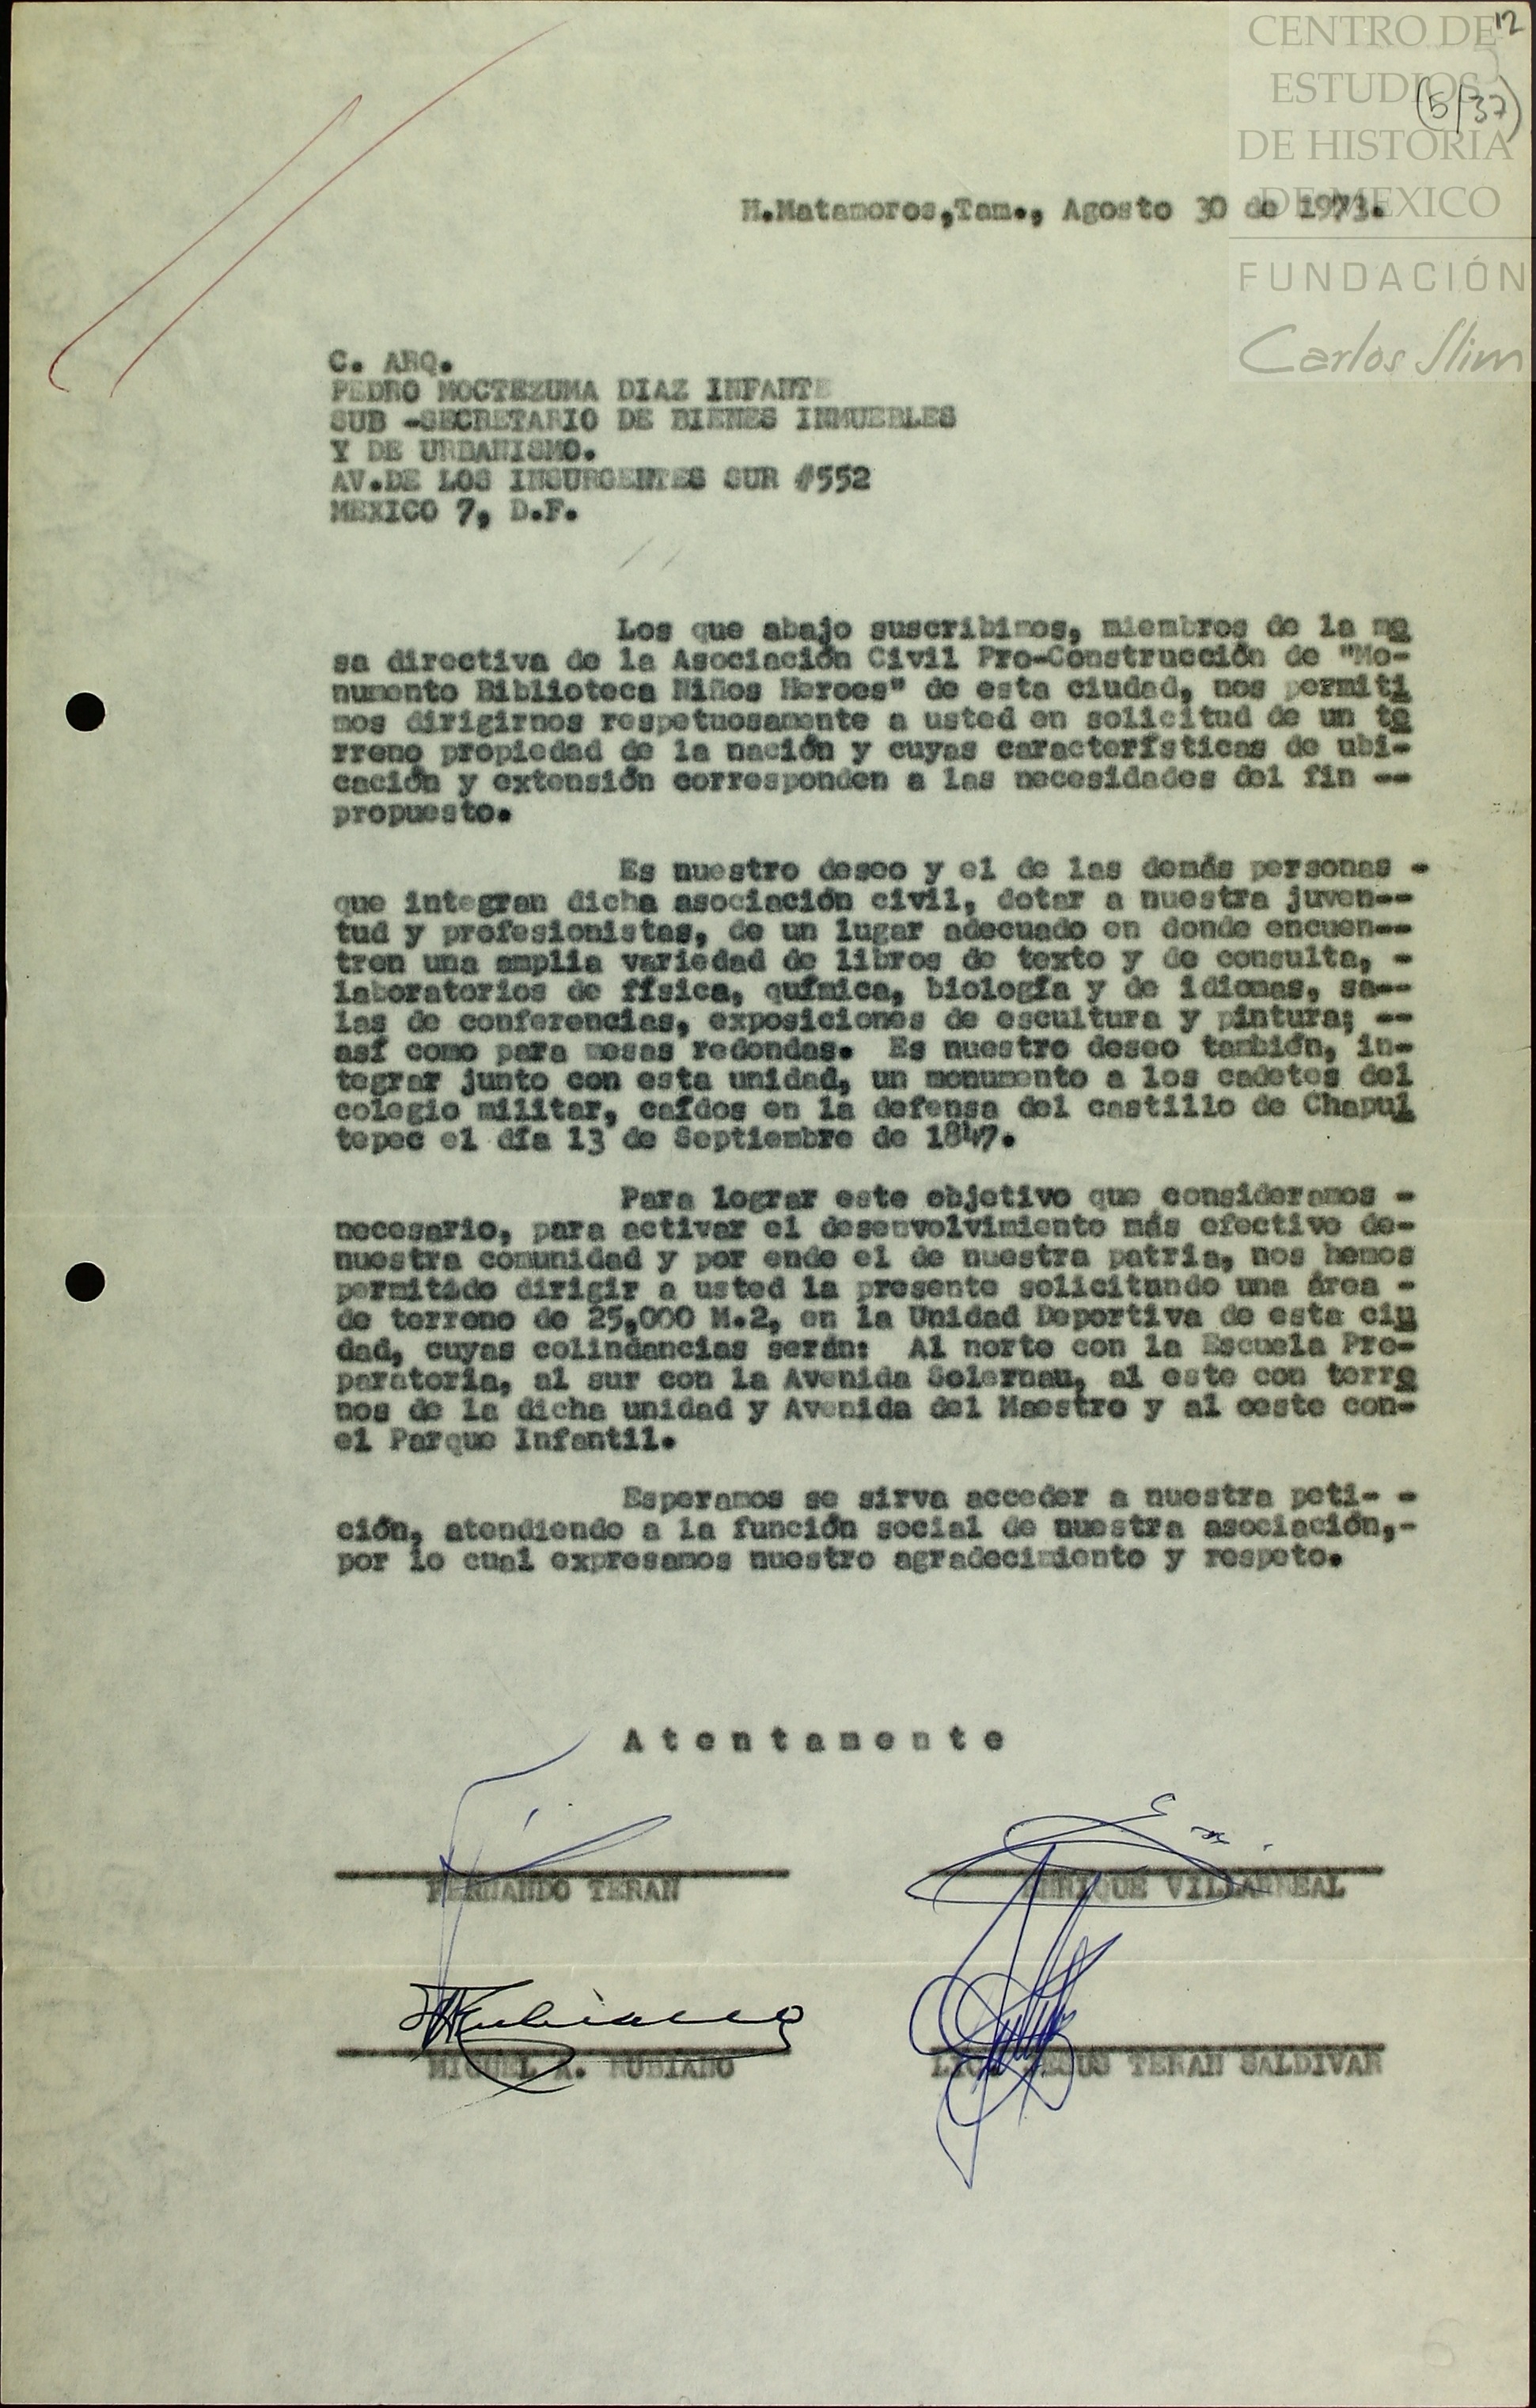 12
CENTRO DE
ESTUDIOS
(5/37)
DE HISTORIA
DE MEXICO
FUNDACIÓN
Carlos Slim
H.Matamoros,Tam., Agosto 30 de 1973.
C. ARQ.
PEDRO MOCTEZUMA DIAZ INFANTE
SUB -SECRETARIO DE BIENES INMUEBLES
Y DE URBANISMO.
AV.DE LOS INSURGENTES SUR #552
MEXICO 7, D.F.
Los que abajo suscribimos, miembros de la me
sa directiva de la Asociación Civil Pro-Construcción de "Mo-
numento Biblioteca Niños Heroes" de esta ciudad, nos permiti
mos dirigirnos respetuosamente a usted en solicitud de un te
rreno propiedad de la nación y cuyas características de ubi-
cación y extensión corresponden a las necesidades del fin --
propuesto.
Es nuestro deseo y el de las demás personas -
que integran dicha asociación civil, dotar a nuestra juven--
tud y profesionistas, de un lugar adecuado en donde encuen--
tren una amplia variedad de libros de texto y de consulta, -
laboratorios de física, química, biología y de idiomas, sa--
las de conferencias, exposiciones de escultura y pintura; --
así como para mesas redondas. Es nuestro deseo también, in-
tegrar junto con esta unidad, un monumento a los cadetes del
colegio militar, caídos en la defensa del castillo de Chapul
tepec el día 13 de Septiembre de 1847.
Para lograr este objetivo que consideramos -
necesario, para activar el desenvolvimiento más efectivo de-
nuestra comunidad y por ende el de nuestra patria, nos hemos
permitido dirigir a usted la presente solicitando una área -
de terreno de 25,000 M.2, en la Unidad Deportiva de esta ciu
dad, cuyas colindancias serán: Al norte con la Escuela Pre-
paratoria, al sur con la Avenida Solernau, al este con terre
nos de la dicha unidad y Avenida del Maestro y al oeste con-
el Parque Infantil.
Esperamos se sirva acceder a nuestra peti- -
ción, atendiendo a la función social de nuestra asociación,-
por lo cual expresamos nuestro agradecimiento y respeto.
A t e n t a m e n t e
FERNANDO TERAN
ENRIQUE VILLARREAL
MIGUEL A. RUBIANO
LIC. JESUS TERAN SALDIVAR